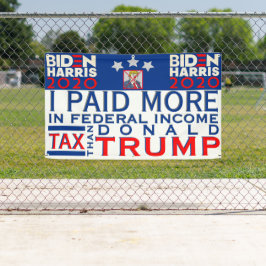 BIDEN
HARRIS
2020
BIDEN
HARRIS
2020
I PAID MORE
IN FEDERAL INCOME
TAX THAN DONALD
TRUMP